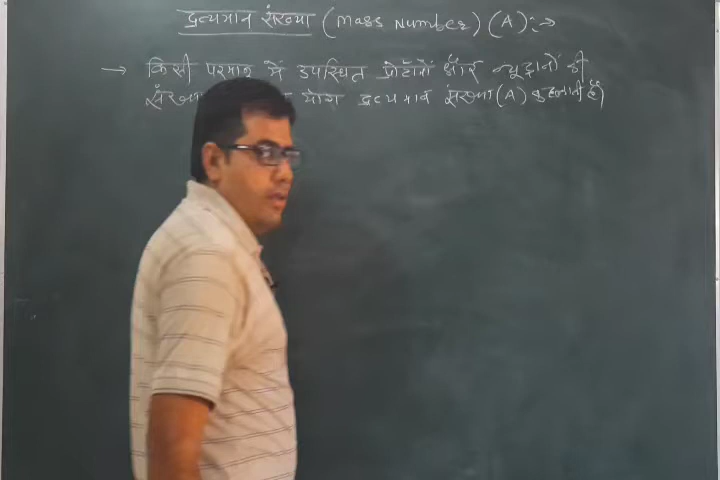 द्रव्यमान संख्या (Mass Number) (A):→
→ किसी परमाणु में उपस्थित प्रोटॉनों और न्यूट्रानों की
संख्या योग द्रव्यमान संख्या (A) कहलाती है।